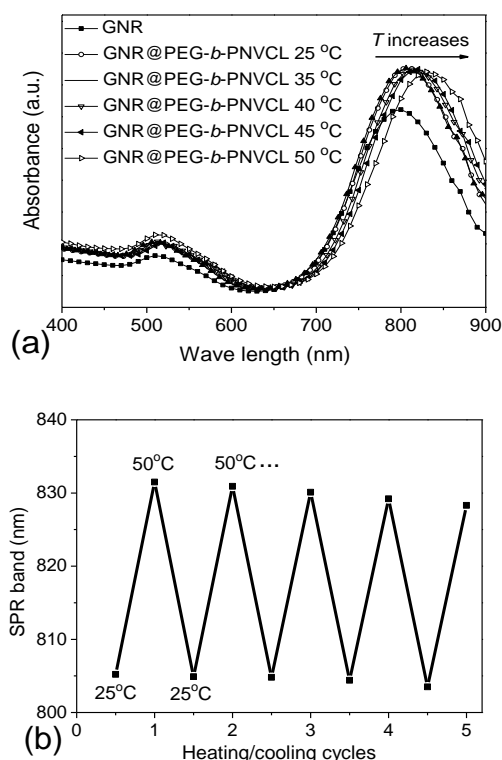 GNR
GNR@PEG-b-PNVCL 25 °C
GNR@PEG-b-PNVCL 35 °C
GNR@PEG-b-PNVCL 40 °C
GNR@PEG-b-PNVCL 45 °C
GNR@PEG-b-PNVCL 50 °C
T increases
Absorbance (a.u.)
400 500 600 700 800 900
Wave length (nm)
(a)
840
830
820
810
800
SPR band (nm)
50°C 50°C ...
25°C 25°C
0 1 2 3 4 5
Heating/cooling cycles
(b)